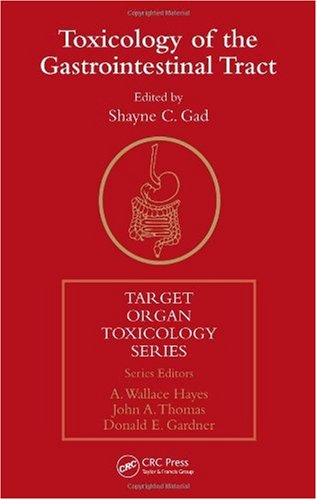 Toxicology of the
Gastrointestinal Tract
Edited by
Shayne C. Gad
TARGET
ORGAN
TOXICOLOGY
SERIES
Series Editors
A. Wallace Hayes
John A. Thomas
Donald E. Gardner
CRC
CRC Press
Taylor & Francis Group